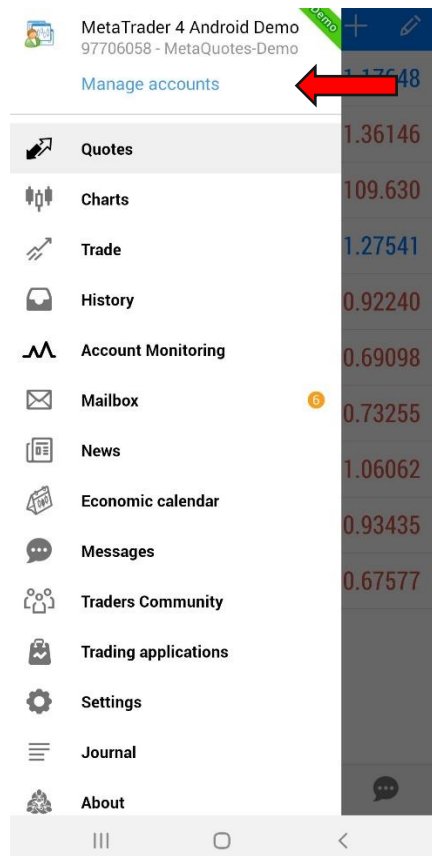 MetaTrader 4 Android Demo
Demo
97706058 - MetaQuotes-Demo
Manage accounts
Quotes
1.36146
Charts
109.630
Trade
1.27541
History
0.92240
Account Monitoring
0.69098
Mailbox
6
0.73255
News
1.06062
Economic calendar
0.93435
Messages
0.67577
Traders Community
Trading applications
Settings
Journal
About